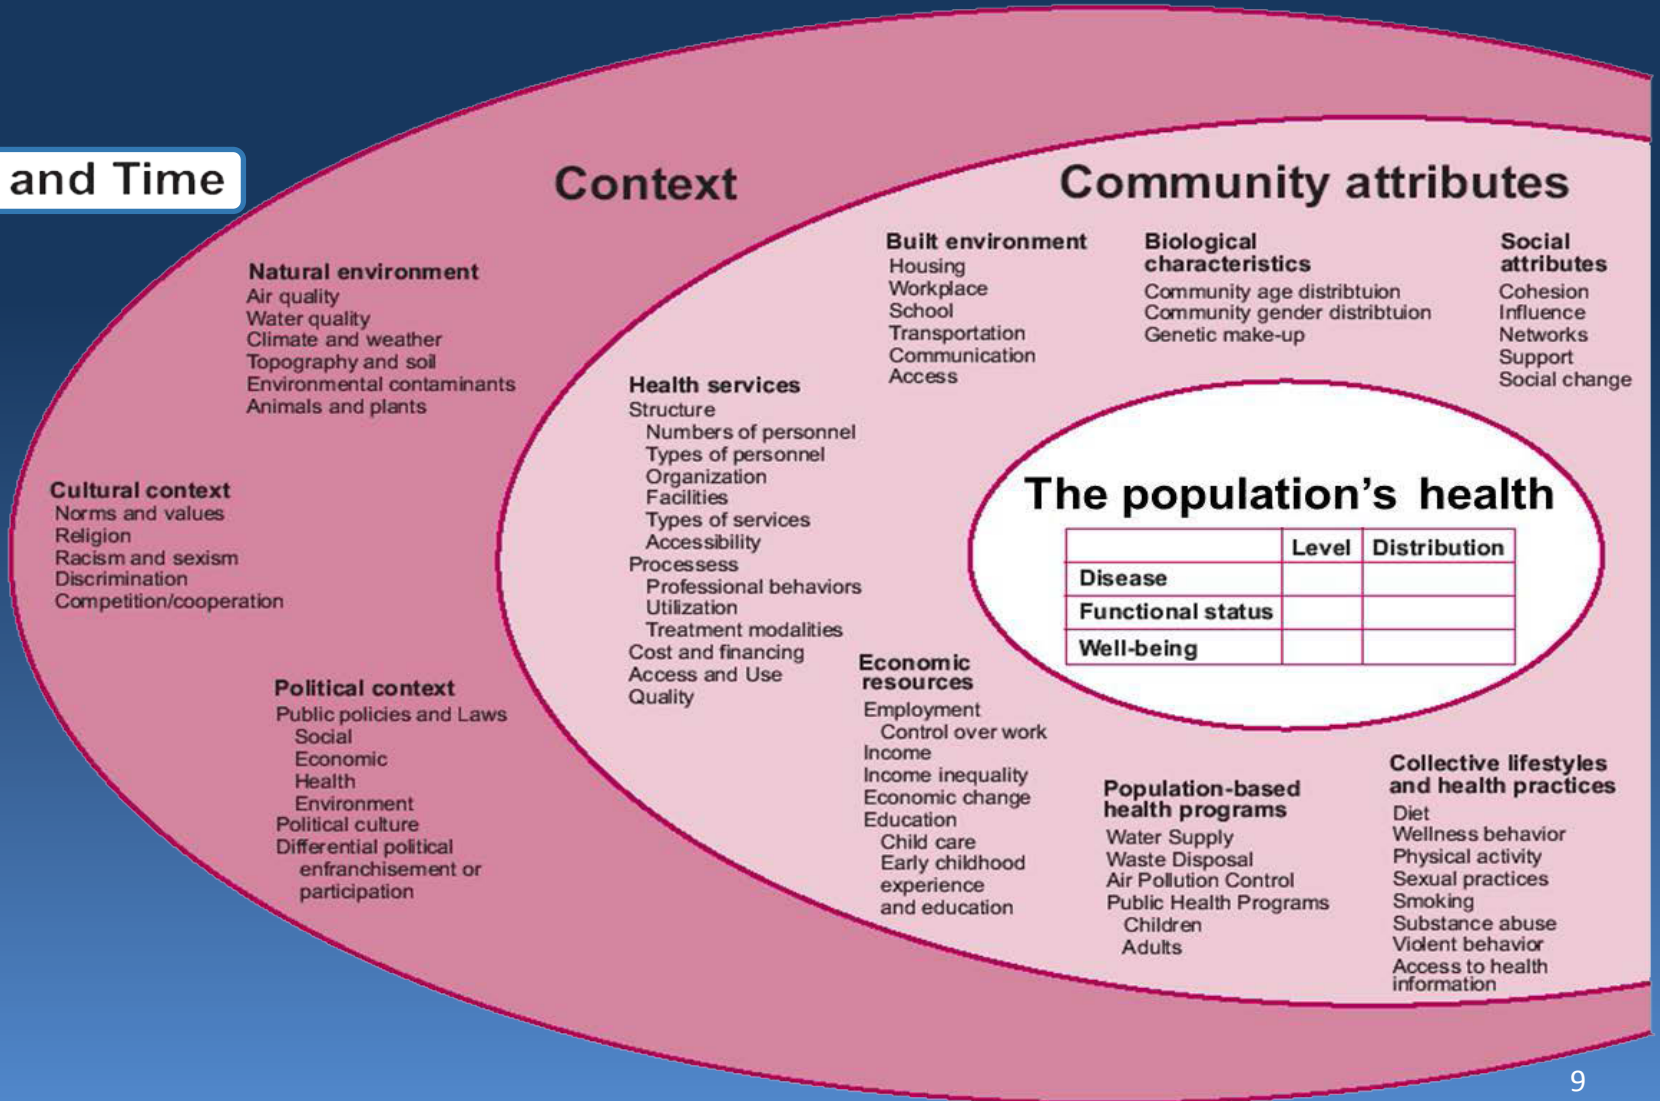 and Time
Context
Natural environment
Air quality
Water quality
Climate and weather
Topography and soil
Environmental contaminants
Animals and plants
Cultural context
Norms and values
Religion
Racism and sexism
Discrimination
Competition/cooperation
Political context
Public policies and Laws
Social
Economic
Health
Environment
Political culture
Differential political
enfranchisement or
participation
Community attributes
Health services
Structure
Numbers of personnel
Types of personnel
Organization
Facilities
Types of services
Accessibility
Processess
Professional behaviors
Utilization
Treatment modalities
Cost and financing
Access and Use
Quality
Built environment
Housing
Workplace
School
Transportation
Communication
Access
Biological
characteristics
Community age distribtuion
Community gender distribtuion
Genetic make-up
Social
attributes
Cohesion
Influence
Networks
Support
Social change
The population’s health
Level Distribution
Disease
Functional status
Well-being
Economic
resources
Employment
Control over work
Income
Income inequality
Economic change
Education
Child care
Early childhood
experience
and education
Population-based
health programs
Water Supply
Waste Disposal
Air Pollution Control
Public Health Programs
Children
Adults
Collective lifestyles
and health practices
Diet
Wellness behavior
Physical activity
Sexual practices
Smoking
Substance abuse
Violent behavior
Access to health
information
9